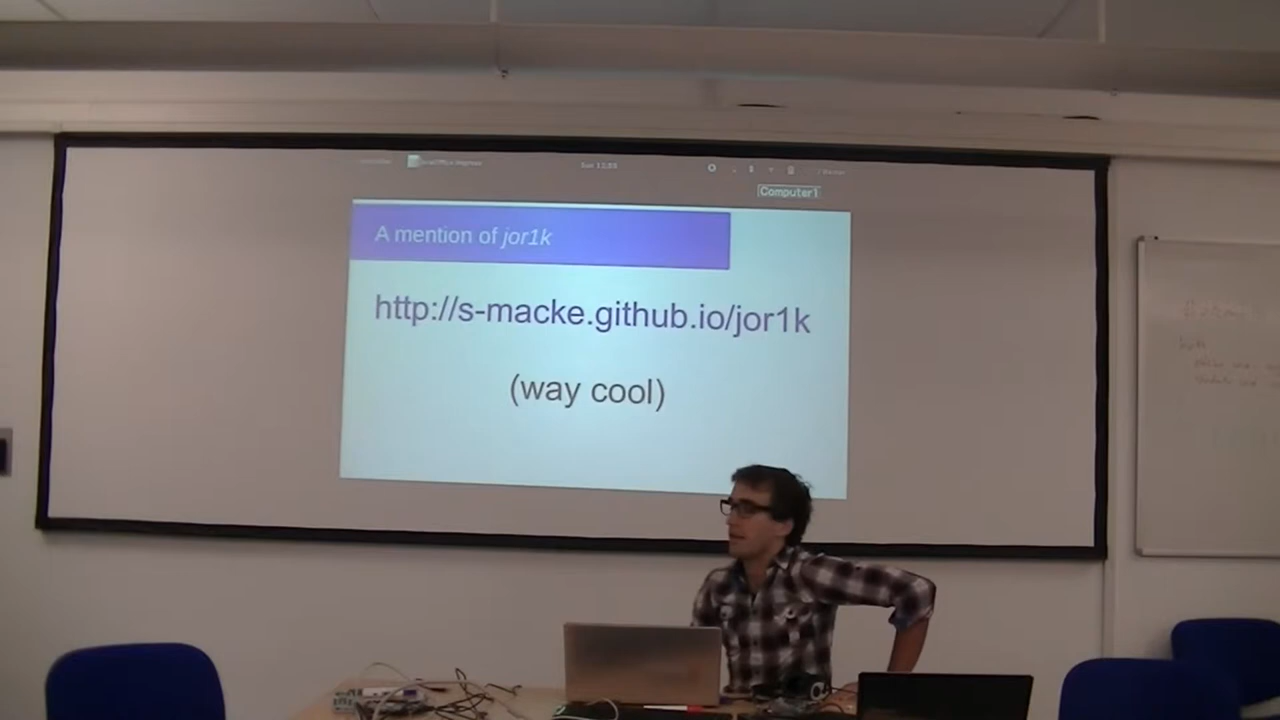 Computer1
A mention of jor1k
http://s-macke.github.io/jor1k
(way cool)